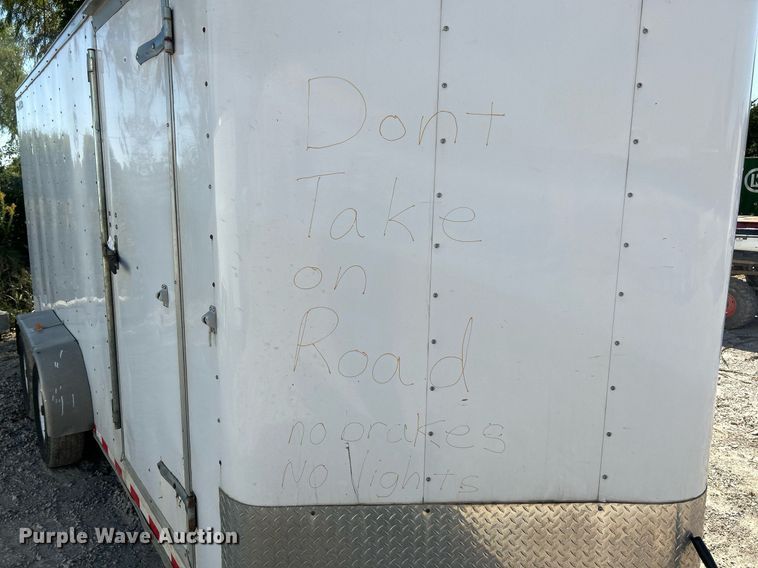 Dont
Take
on
Road
no brakes
No lights
Purple Wave Auction